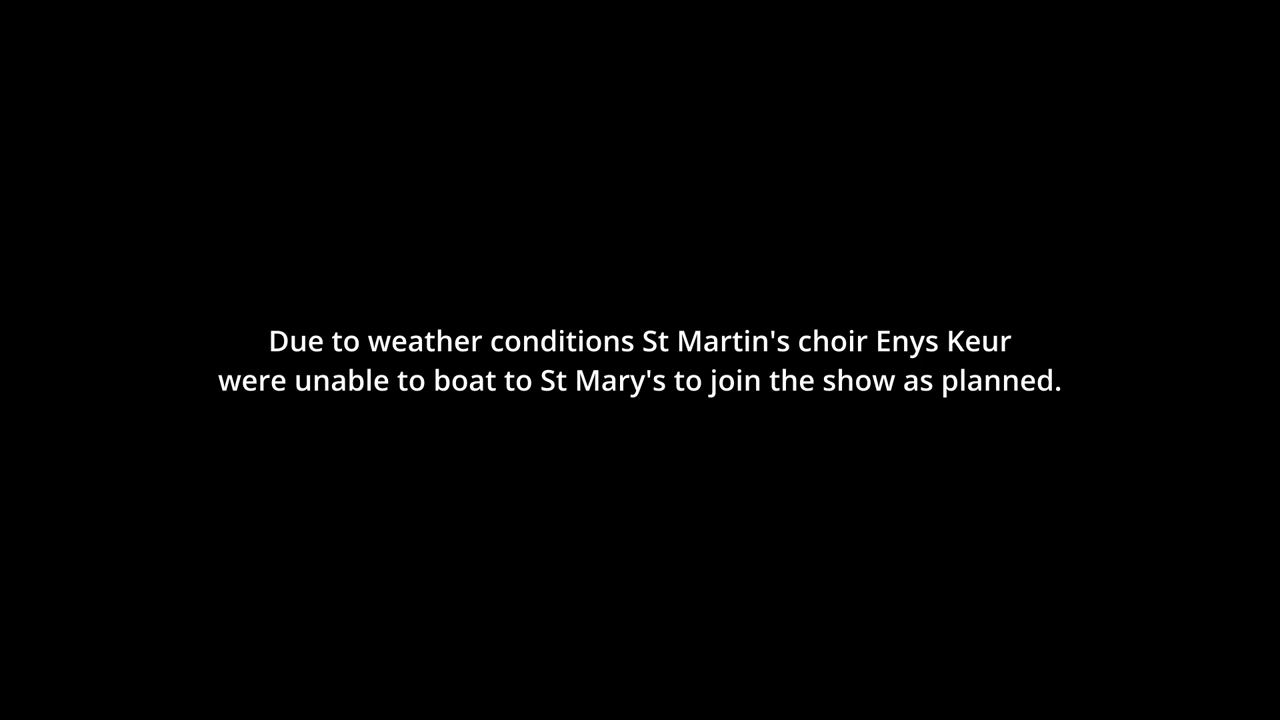 Due to weather conditions St Martin's choir Enys Keur
were unable to boat to St Mary's to join the show as planned.